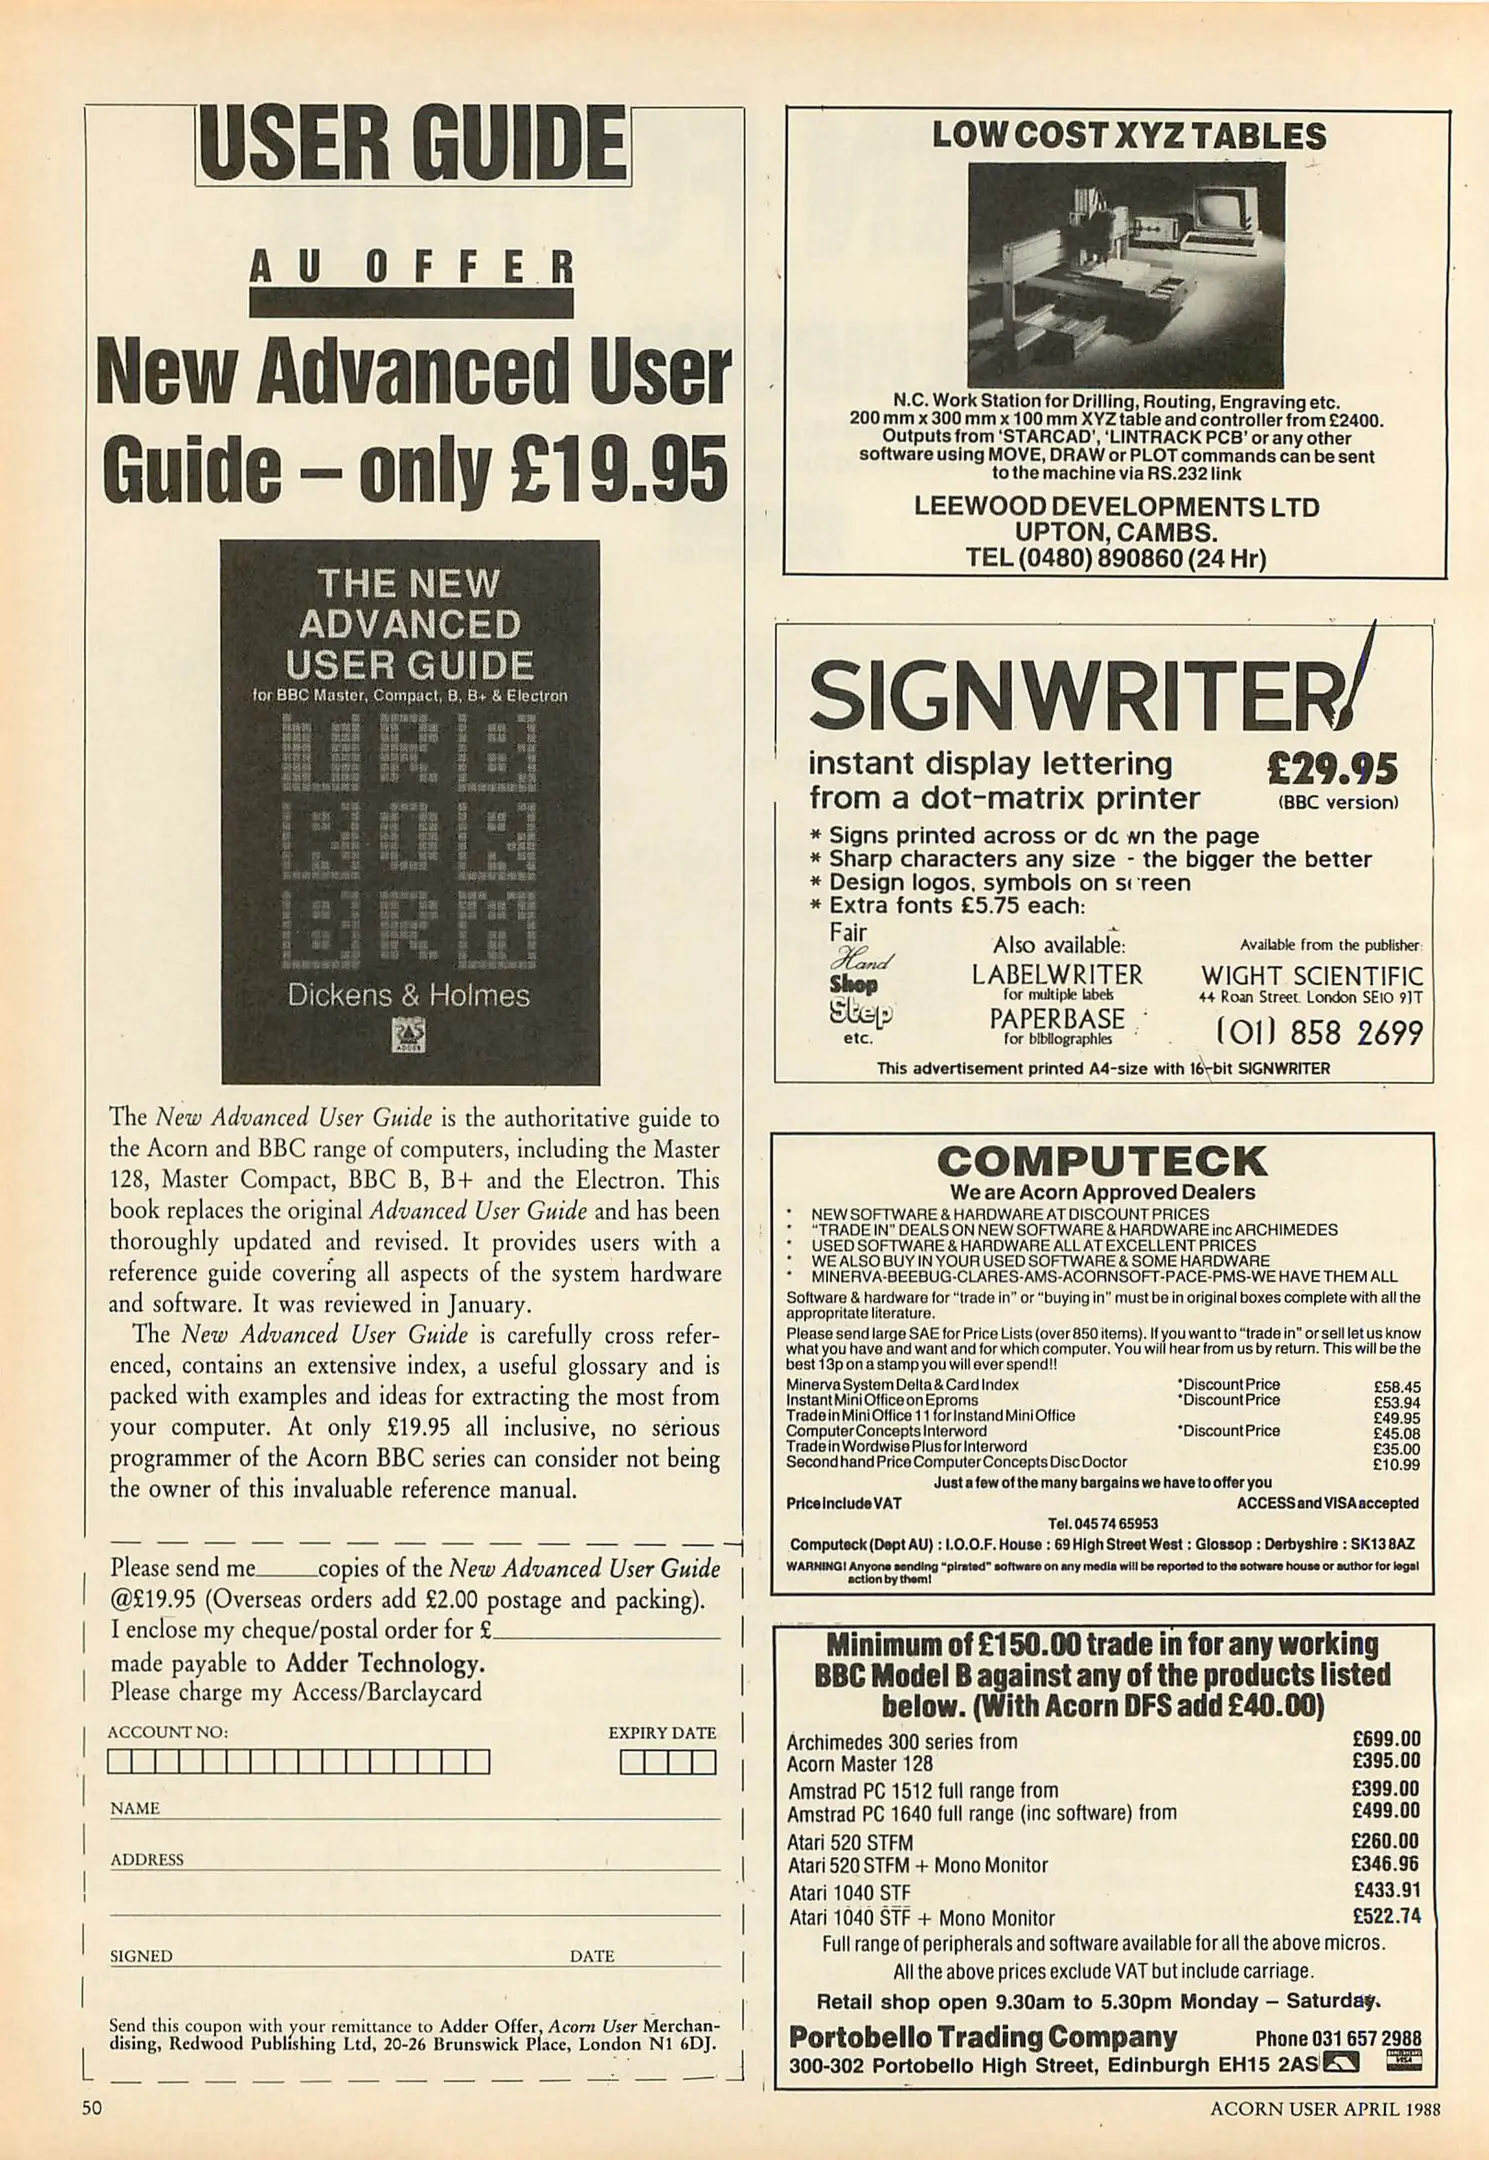 USER GUIDE
AU OFFER
New Advanced User
Guide – only £19.95
THE NEW
ADVANCED
USER GUIDE
for BBC Master, Compact, B, B+ & Electron
Dickens & Holmes
ADDER
The New Advanced User Guide is the authoritative guide to
the Acorn and BBC range of computers, including the Master
128, Master Compact, BBC B, B+ and the Electron. This
book replaces the original Advanced User Guide and has been
thoroughly updated and revised. It provides users with a
reference guide covering all aspects of the system hardware
and software. It was reviewed in January.
The New Advanced User Guide is carefully cross refer-
enced, contains an extensive index, a useful glossary and is
packed with examples and ideas for extracting the most from
your computer. At only £19.95 all inclusive, no serious
programmer of the Acorn BBC series can consider not being
the owner of this invaluable reference manual.
Please send me_____copies of the New Advanced User Guide
@£19.95 (Overseas orders add £2.00 postage and packing).
I enclose my cheque/postal order for £
made payable to Adder Technology.
Please charge my Access/Barclaycard
ACCOUNT NO: EXPIRY DATE
NAME
ADDRESS
SIGNED DATE
Send this coupon with your remittance to Adder Offer, Acorn User Merchan-
dising, Redwood Publishing Ltd, 20-26 Brunswick Place, London N1 6DJ.
LOW COST XYZ TABLES
N.C. Work Station for Drilling, Routing, Engraving etc.
200 mm x 300 mm x 100 mm XYZ table and controller from £2400.
Outputs from 'STARCAD', 'LINTRACK PCB' or any other
software using MOVE, DRAW or PLOT commands can be sent
to the machine via RS.232 link
LEEWOOD DEVELOPMENTS LTD
UPTON, CAMBS.
TEL (0480) 890860 (24 Hr)
SIGNWRITER
instant display lettering £29.95
from a dot-matrix printer (BBC version)
* Signs printed across or down the page
* Sharp characters any size - the bigger the better
* Design logos, symbols on screen
* Extra fonts £5.75 each:
Fair
Hand
Shop
Step
etc.
Also available:
LABELWRITER
for multiple labels
PAPERBASE
for bibliographies
Available from the publisher:
WIGHT SCIENTIFIC
44 Roan Street. London SE10 9JT
(01) 858 2699
This advertisement printed A4-size with 16-bit SIGNWRITER
COMPUTECK
We are Acorn Approved Dealers
* NEW SOFTWARE & HARDWARE AT DISCOUNT PRICES
* "TRADE IN" DEALS ON NEW SOFTWARE & HARDWARE inc ARCHIMEDES
* USED SOFTWARE & HARDWARE ALL AT EXCELLENT PRICES
* WE ALSO BUY IN YOUR USED SOFTWARE & SOME HARDWARE
* MINERVA-BEEBUG-CLARES-AMS-ACORNSOFT-PACE-PMS-WE HAVE THEM ALL
Software & hardware for "trade in" or "buying in" must be in original boxes complete with all the
appropritate literature.
Please send large SAE for Price Lists (over 850 items). If you want to "trade in" or sell let us know
what you have and want and for which computer. You will hear from us by return. This will be the
best 13p on a stamp you will ever spend!!
Minerva System Delta & Card Index *Discount Price £58.45
Instant Mini Office on Eproms *Discount Price £53.94
Trade in Mini Office 11 for Instand Mini Office £49.95
Computer Concepts Interword *Discount Price £45.08
Trade in Wordwise Plus for Interword £35.00
Second hand Price Computer Concepts Disc Doctor £10.99
Just a few of the many bargains we have to offer you
Price include VAT ACCESS and VISA accepted
Tel. 045 74 65953
Computeck (Dept AU) : I.O.O.F. House : 69 High Street West : Glossop : Derbyshire : SK13 8AZ
WARNING! Anyone sending "pirated" software on any media will be reported to the sotware house or author for legal
action by them!
Minimum of £150.00 trade in for any working
BBC Model B against any of the products listed
below. (With Acorn DFS add £40.00)
Archimedes 300 series from £699.00
Acorn Master 128 £395.00
Amstrad PC 1512 full range from £399.00
Amstrad PC 1640 full range (inc software) from £499.00
Atari 520 STFM £260.00
Atari 520 STFM + Mono Monitor £346.96
Atari 1040 STF £433.91
Atari 1040 STF + Mono Monitor £522.74
Full range of peripherals and software available for all the above micros.
All the above prices exclude VAT but include carriage.
Retail shop open 9.30am to 5.30pm Monday – Saturday.
Portobello Trading Company Phone 031 657 2988
300-302 Portobello High Street, Edinburgh EH15 2AS
VISA
50
ACORN USER APRIL 1988